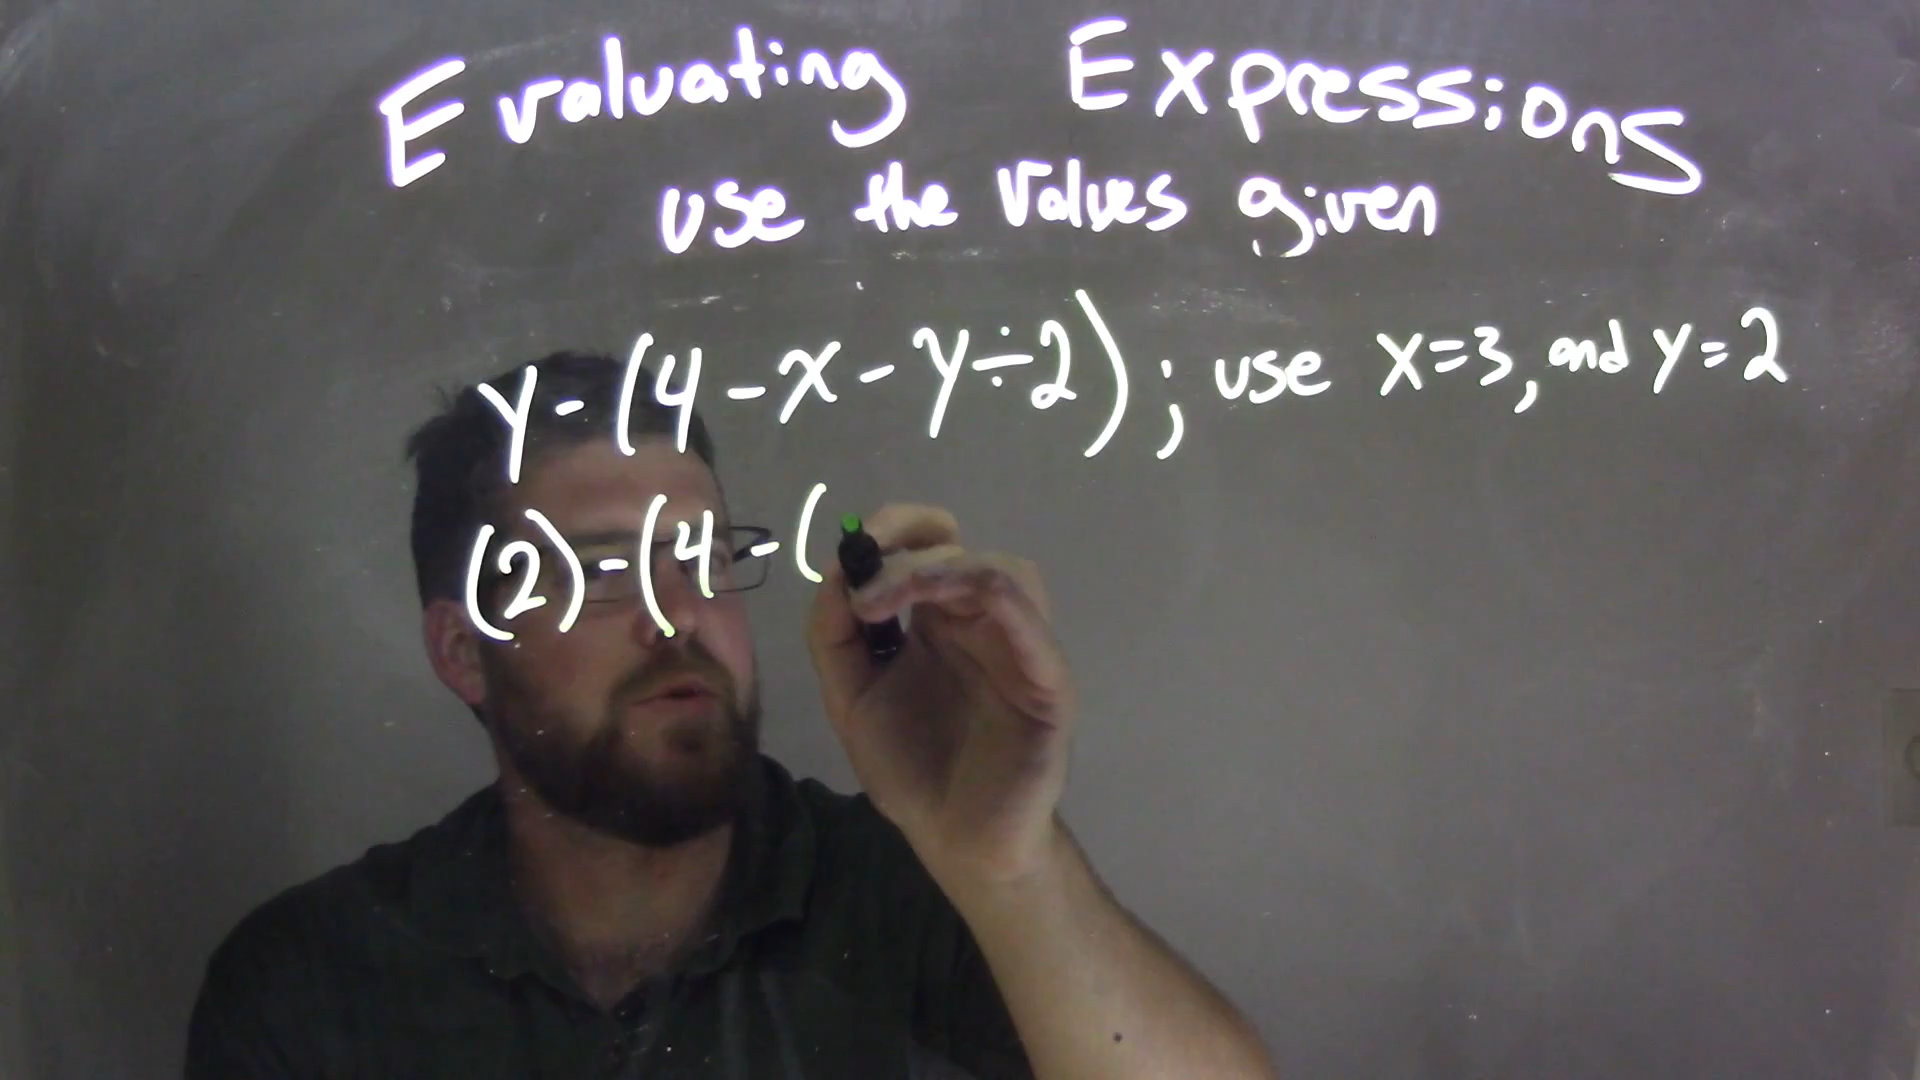 Evaluating Expressions
use the values given
y - (4 - x - y ÷ 2) ; use x = 3, and y = 2
(2) - (4 - (